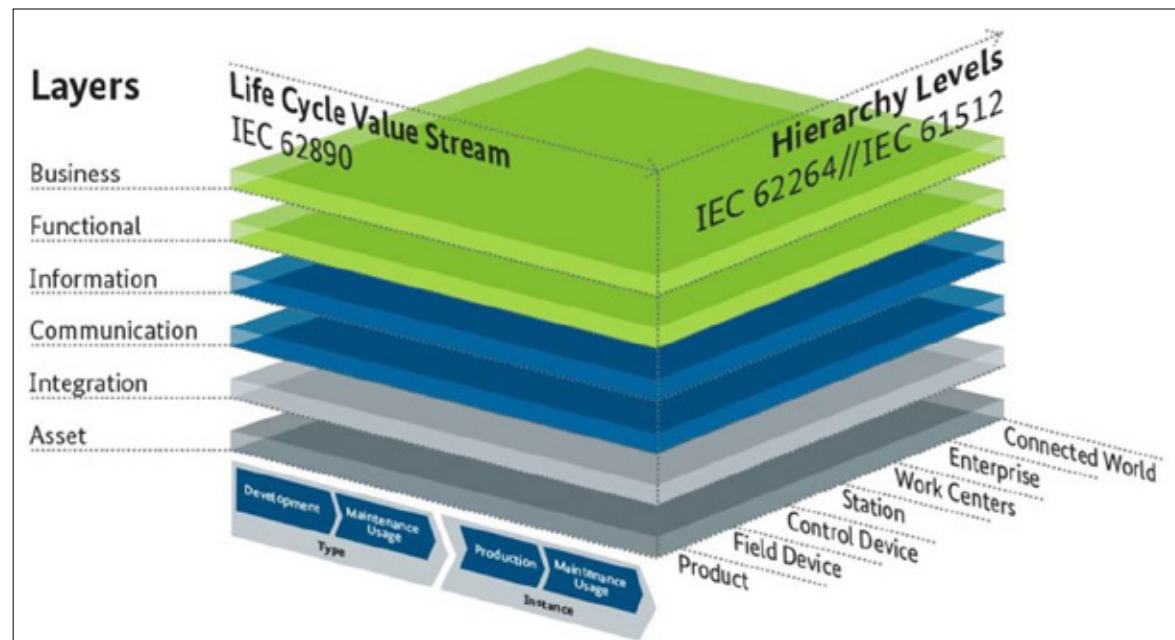 Layers
Life Cycle Value Stream
IEC 62890
Hierarchy Levels
IEC 62264//IEC 61512
Business
Functional
Information
Communication
Integration
Asset
Development
Maintenance
Usage
Type
Production
Maintenance
Usage
Instance
Connected World
Enterprise
Work Centers
Station
Control Device
Field Device
Product